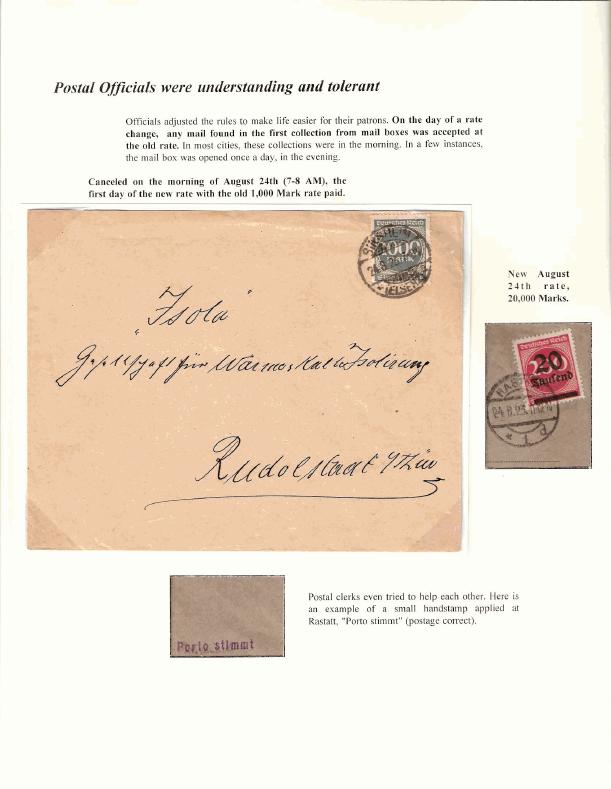 Postal Officials were understanding and tolerant
Officials adjusted the rules to make life easier for their patrons. On the day of a rate
change, any mail found in the first collection from mail boxes was accepted at
the old rate. In most cities, these collections were in the morning. In a few instances,
the mail box was opened once a day, in the evening.
Canceled on the morning of August 24th (7-8 AM), the
first day of the new rate with the old 1,000 Mark rate paid.
Deutsches Reich
MARK
(ELSENZ)
New August
24th rate,
20,000 Marks.
"Isola"
für Wärme & Kälte Isolierung
Rudolstadt
Deutsches Reich
20
Tausend
24.8.23
Postal clerks even tried to help each other. Here is
an example of a small handstamp applied at
Rastatt, "Porto stimmt" (postage correct).
Porto stimmt